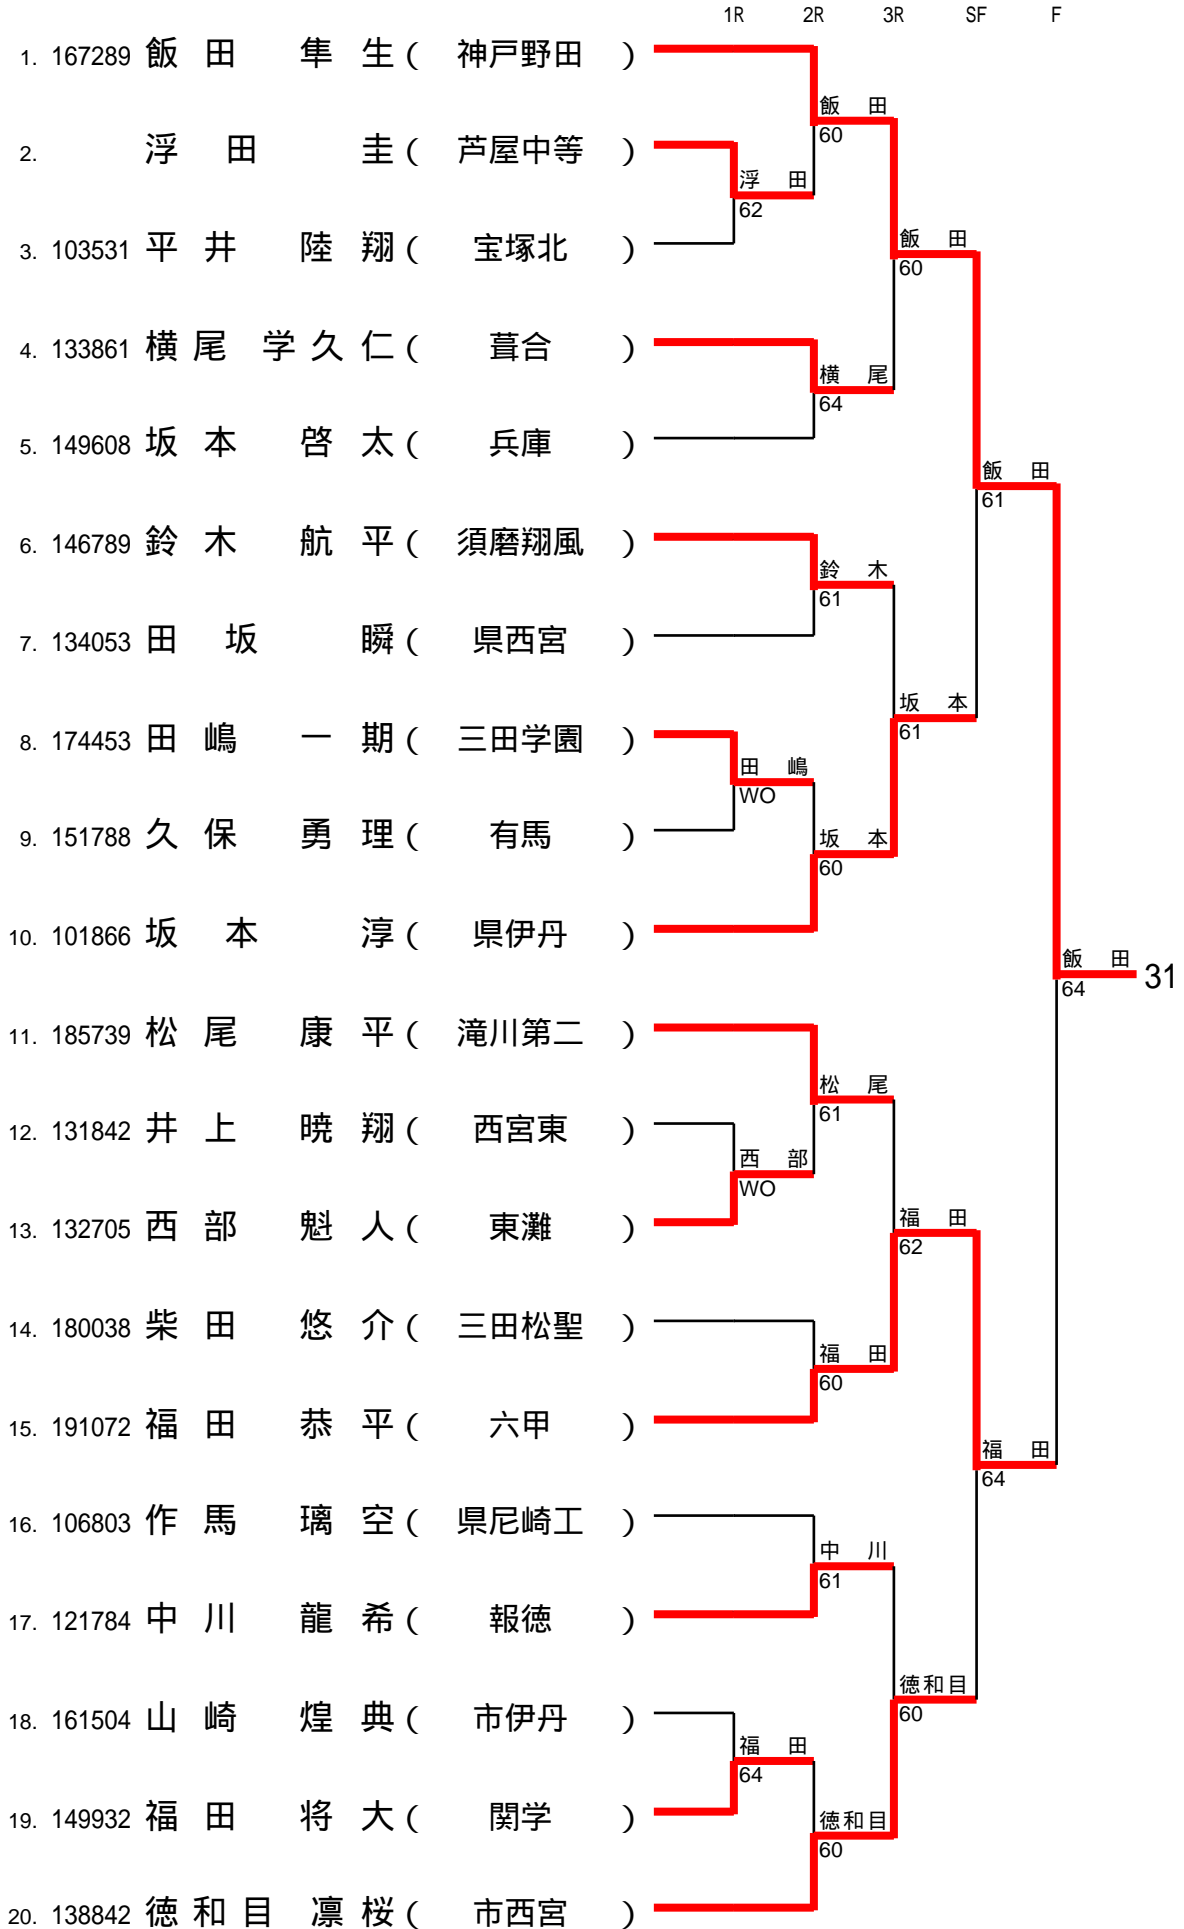 1R 2R 3R SF F
1. 167289 飯田 隼生 ( 神戸野田 )
飯田
60
2. 浮田 圭 ( 芦屋中等 )
浮田
62
3. 103531 平井 陸翔 ( 宝塚北 )
飯田
60
4. 133861 横尾 学久仁 ( 葺合 )
横尾
64
5. 149608 坂本 啓太 ( 兵庫 )
飯田
61
6. 146789 鈴木 航平 ( 須磨翔風 )
鈴木
61
7. 134053 田坂 瞬 ( 県西宮 )
坂本
61
8. 174453 田嶋 一期 ( 三田学園 )
田嶋
WO
9. 151788 久保 勇理 ( 有馬 )
坂本
60
10. 101866 坂本 淳 ( 県伊丹 )
飯田
64
31
11. 185739 松尾 康平 ( 滝川第二 )
松尾
61
12. 131842 井上 暁翔 ( 西宮東 )
西部
WO
13. 132705 西部 魁人 ( 東灘 )
福田
62
14. 180038 柴田 悠介 ( 三田松聖 )
福田
60
15. 191072 福田 恭平 ( 六甲 )
福田
64
16. 106803 作馬 璃空 ( 県尼崎工 )
中川
61
17. 121784 中川 龍希 ( 報徳 )
徳和目
60
18. 161504 山崎 煌典 ( 市伊丹 )
福田
64
19. 149932 福田 将大 ( 関学 )
徳和目
60
20. 138842 徳和目 凛桜 ( 市西宮 )